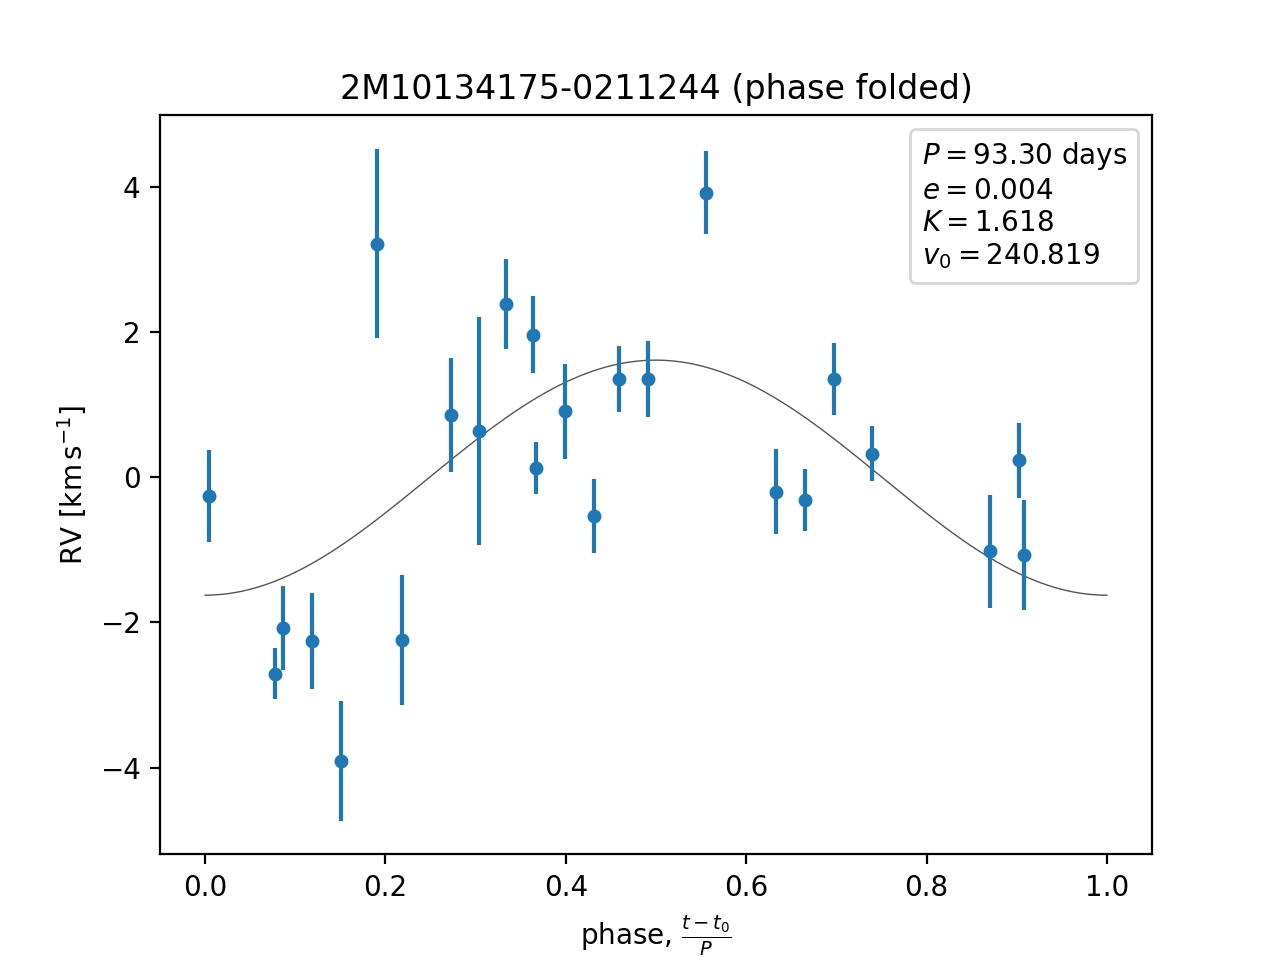 2M10134175-0211244 (phase folded)
P = 93.30 days
e = 0.004
K = 1.618
v₀ = 240.819
RV [km s⁻¹]
4
2
0
−2
−4
0.0 0.2 0.4 0.6 0.8 1.0
phase, (t − t₀)/P